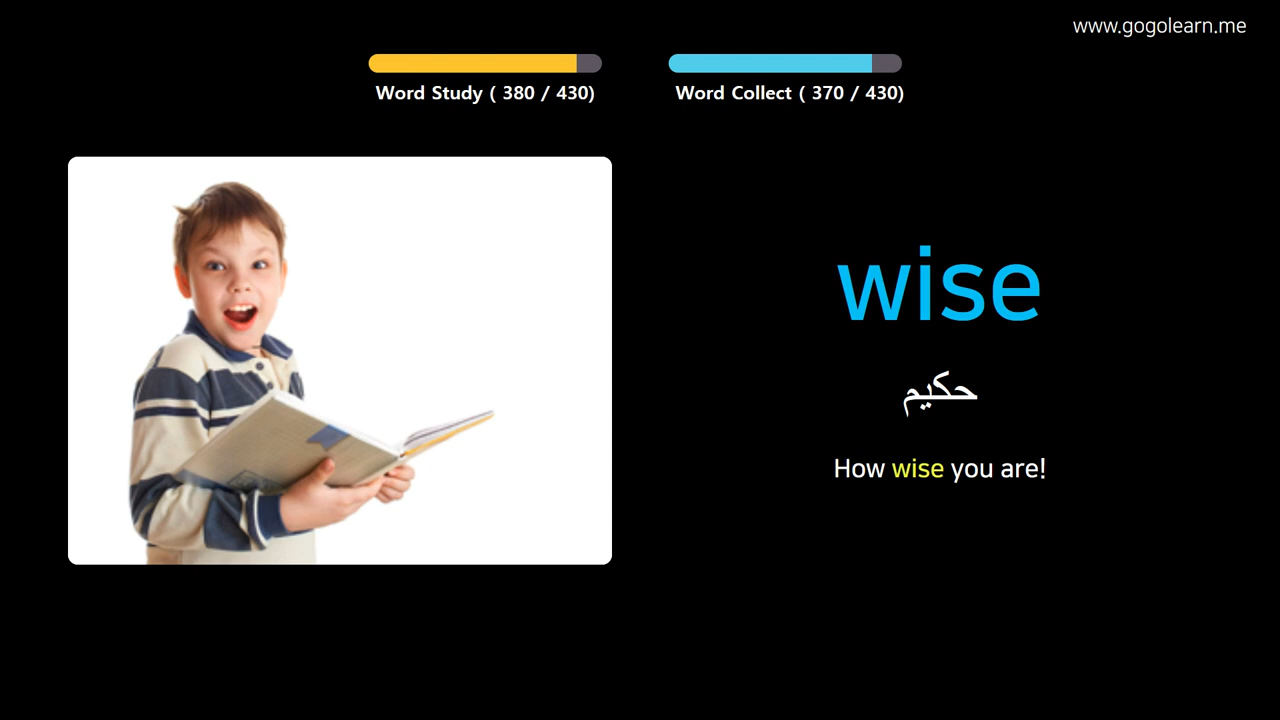 www.gogolearn.me
Word Study ( 380 / 430)
Word Collect ( 370 / 430)
wise
حكيم
How wise you are!